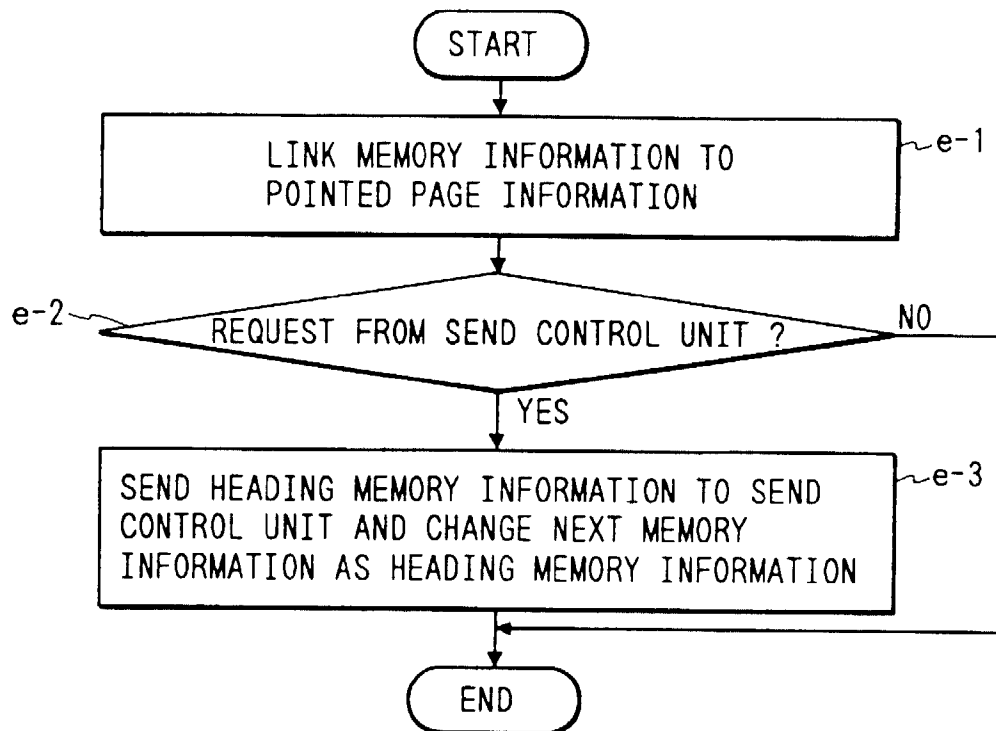 START
LINK MEMORY INFORMATION TO
POINTED PAGE INFORMATION
e-1
e-2
REQUEST FROM SEND CONTROL UNIT ?
NO
YES
SEND HEADING MEMORY INFORMATION TO SEND
CONTROL UNIT AND CHANGE NEXT MEMORY
INFORMATION AS HEADING MEMORY INFORMATION
e-3
END